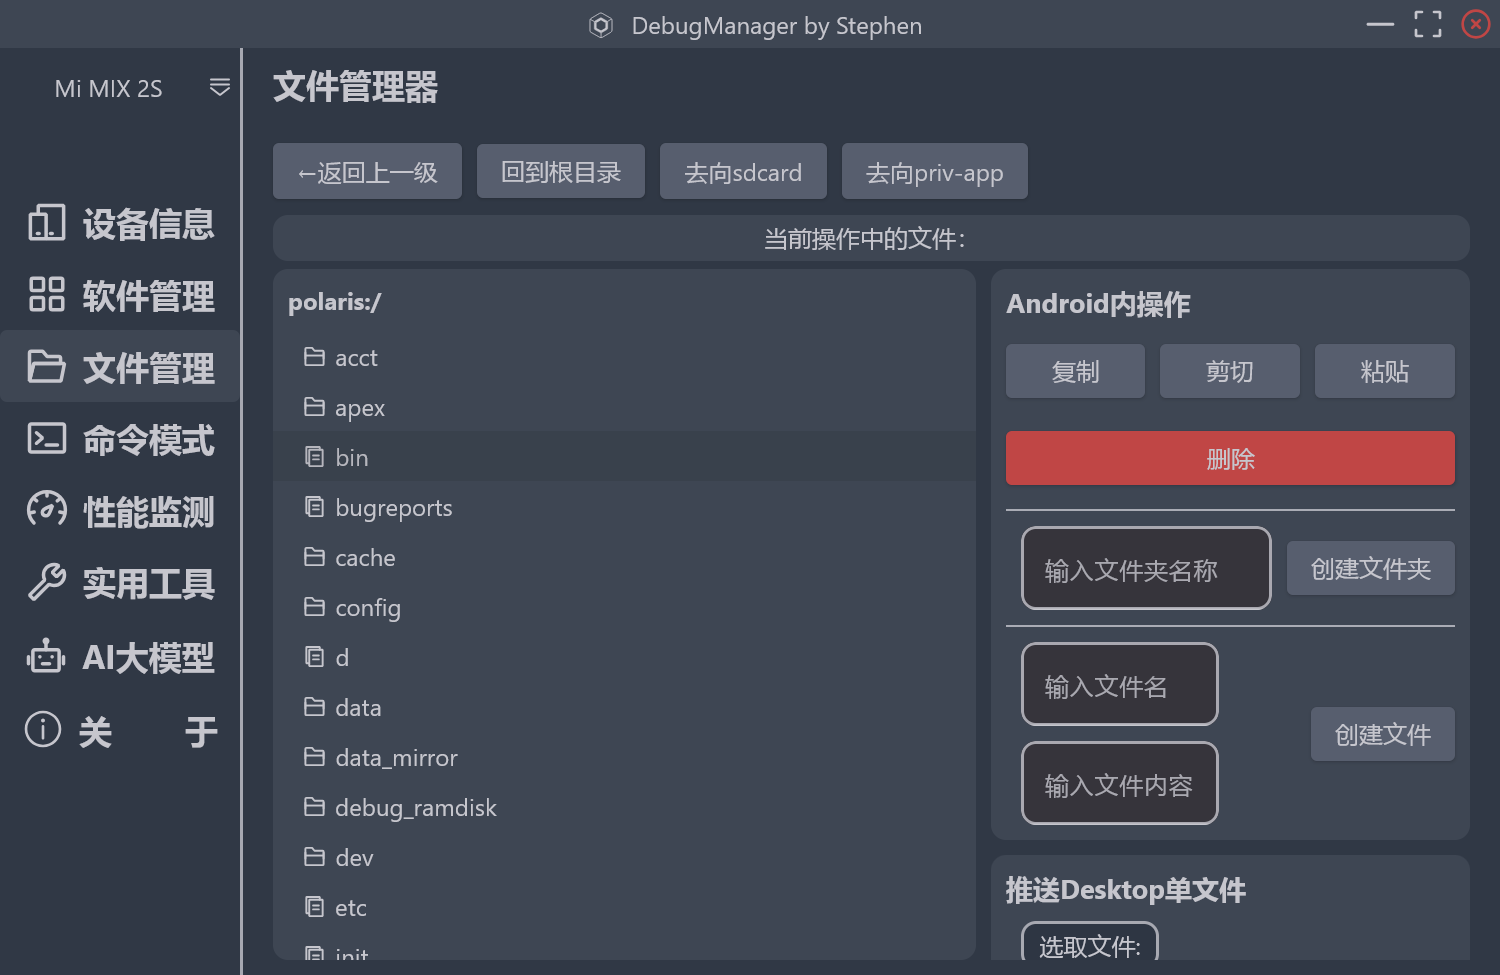 DebugManager by Stephen
Mi MIX 2S
设备信息
软件管理
文件管理
命令模式
性能监测
实用工具
AI大模型
关 于
文件管理器
←返回上一级
回到根目录
去向sdcard
去向priv-app
当前操作中的文件:
polaris:/
acct
apex
bin
bugreports
cache
config
d
data
data_mirror
debug_ramdisk
dev
etc
init
Android内操作
复制
剪切
粘贴
删除
输入文件夹名称
创建文件夹
输入文件名
输入文件内容
创建文件
推送Desktop单文件
选取文件: